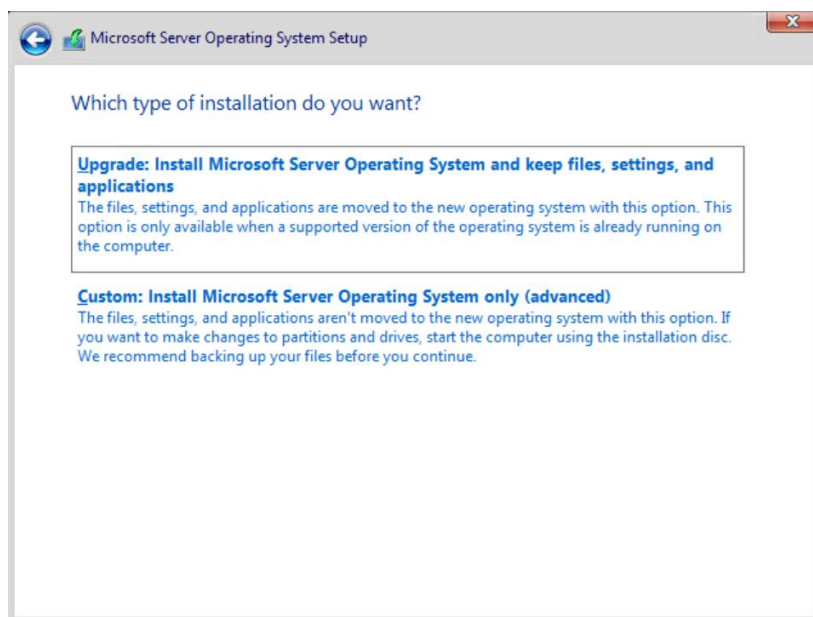 Microsoft Server Operating System Setup
Which type of installation do you want?
Upgrade: Install Microsoft Server Operating System and keep files, settings, and
applications
The files, settings, and applications are moved to the new operating system with this option. This
option is only available when a supported version of the operating system is already running on
the computer.
Custom: Install Microsoft Server Operating System only (advanced)
The files, settings, and applications aren't moved to the new operating system with this option. If
you want to make changes to partitions and drives, start the computer using the installation disc.
We recommend backing up your files before you continue.